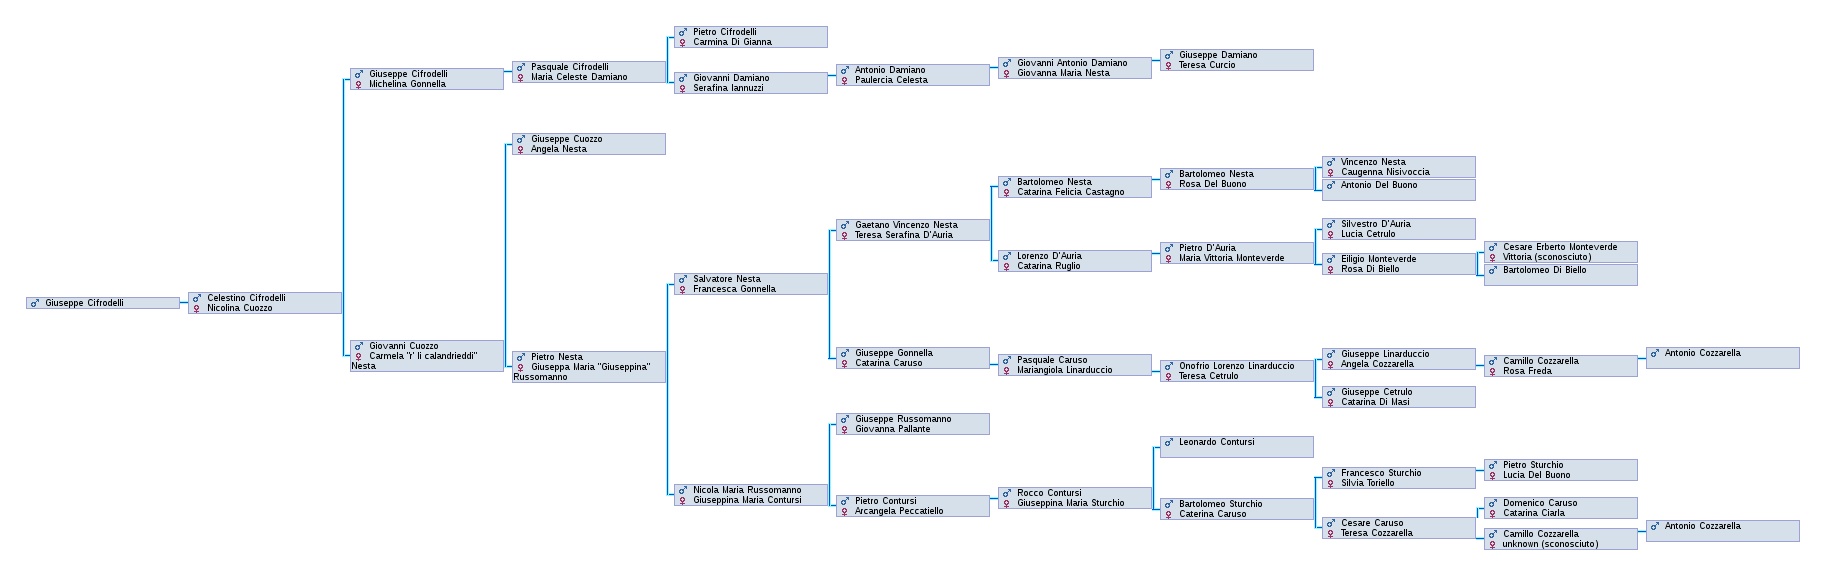 Giuseppe Cifrodelli
Celestino Cifrodelli
Nicolina Cuozzo
Giuseppe Cifrodelli
Michelina Gonnella
Giovanni Cuozzo
Carmela "r' li calandrieddi"
Nesta
Pasquale Cifrodelli
Maria Celeste Damiano
Giuseppe Cuozzo
Angela Nesta
Pietro Nesta
Giuseppa Maria "Giuseppina"
Russomanno
Pietro Cifrodelli
Carmina Di Gianna
Giovanni Damiano
Serafina Iannuzzi
Salvatore Nesta
Francesca Gonnella
Nicola Maria Russomanno
Giuseppina Maria Contursi
Antonio Damiano
Paulercia Celesta
Gaetano Vincenzo Nesta
Teresa Serafina D'Auria
Giuseppe Gonnella
Catarina Caruso
Giuseppe Russomanno
Giovanna Pallante
Pietro Contursi
Arcangela Peccatiello
Giovanni Antonio Damiano
Giovanna Maria Nesta
Bartolomeo Nesta
Catarina Felicia Castagno
Lorenzo D'Auria
Catarina Ruglio
Pasquale Caruso
Mariangiola Linarduccio
Rocco Contursi
Giuseppina Maria Sturchio
Giuseppe Damiano
Teresa Curcio
Bartolomeo Nesta
Rosa Del Buono
Pietro D'Auria
Maria Vittoria Monteverde
Onofrio Lorenzo Linarduccio
Teresa Cetrulo
Leonardo Contursi
Bartolomeo Sturchio
Caterina Caruso
Vincenzo Nesta
Caugenna Nisivoccia
Antonio Del Buono
Silvestro D'Auria
Lucia Cetrulo
Eiligio Monteverde
Rosa Di Biello
Giuseppe Linarduccio
Angela Cozzarella
Giuseppe Cetrulo
Catarina Di Masi
Francesco Sturchio
Silvia Toriello
Cesare Caruso
Teresa Cozzarella
Cesare Erberto Monteverde
Vittoria (sconosciuto)
Bartolomeo Di Biello
Camillo Cozzarella
Rosa Freda
Pietro Sturchio
Lucia Del Buono
Domenico Caruso
Catarina Ciarla
Camillo Cozzarella
unknown (sconosciuto)
Antonio Cozzarella
Antonio Cozzarella